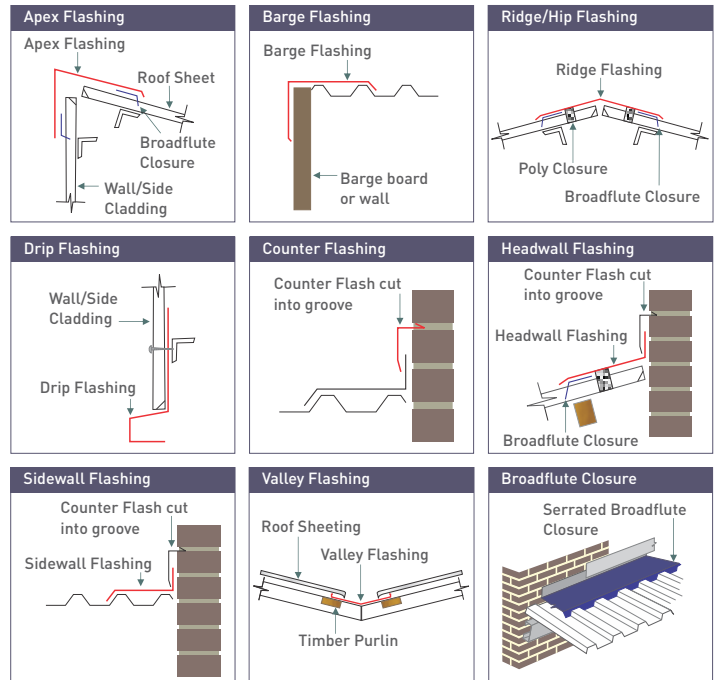 Apex Flashing
Apex Flashing
Roof Sheet
Broadflute
Closure
Wall/Side
Cladding
Barge Flashing
Barge Flashing
Barge board
or wall
Ridge/Hip Flashing
Ridge Flashing
Poly Closure
Broadflute Closure
Drip Flashing
Wall/Side
Cladding
Drip Flashing
Counter Flashing
Counter Flash cut
into groove
Headwall Flashing
Counter Flash cut
into groove
Headwall Flashing
Broadflute Closure
Sidewall Flashing
Counter Flash cut
into groove
Sidewall Flashing
Valley Flashing
Roof Sheeting
Valley Flashing
Timber Purlin
Broadflute Closure
Serrated Broadflute
Closure